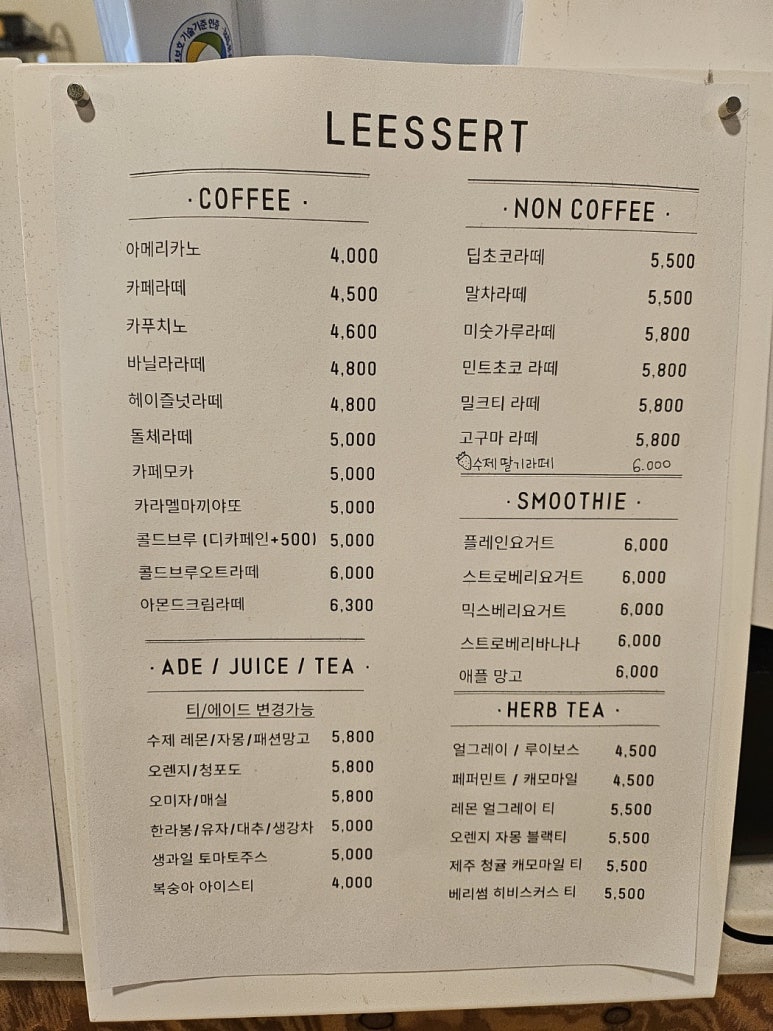 LEESSERT
· COFFEE ·
아메리카노 4,000
카페라떼 4,500
카푸치노 4,600
바닐라라떼 4,800
헤이즐넛라떼 4,800
돌체라떼 5,000
카페모카 5,000
카라멜마끼야또 5,000
콜드브루 (디카페인+500) 5,000
콜드브루오트라떼 6,000
아몬드크림라떼 6,300
· ADE / JUICE / TEA ·
티/에이드 변경가능
수제 레몬/자몽/패션망고 5,800
오렌지/청포도 5,800
오미자/매실 5,800
한라봉/유자/대추/생강차 5,000
생과일 토마토주스 5,000
복숭아 아이스티 4,000
· NON COFFEE ·
딥초코라떼 5,500
말차라떼 5,500
미숫가루라떼 5,800
민트초코 라떼 5,800
밀크티 라떼 5,800
고구마 라떼 5,800
수제딸기라떼 6.000
· SMOOTHIE ·
플레인요거트 6,000
스트로베리요거트 6,000
믹스베리요거트 6,000
스트로베리바나나 6,000
애플 망고 6,000
· HERB TEA ·
얼그레이 / 루이보스 4,500
페퍼민트 / 캐모마일 4,500
레몬 얼그레이 티 5,500
오렌지 자몽 블랙티 5,500
제주 청귤 캐모마일 티 5,500
베리썸 히비스커스 티 5,500